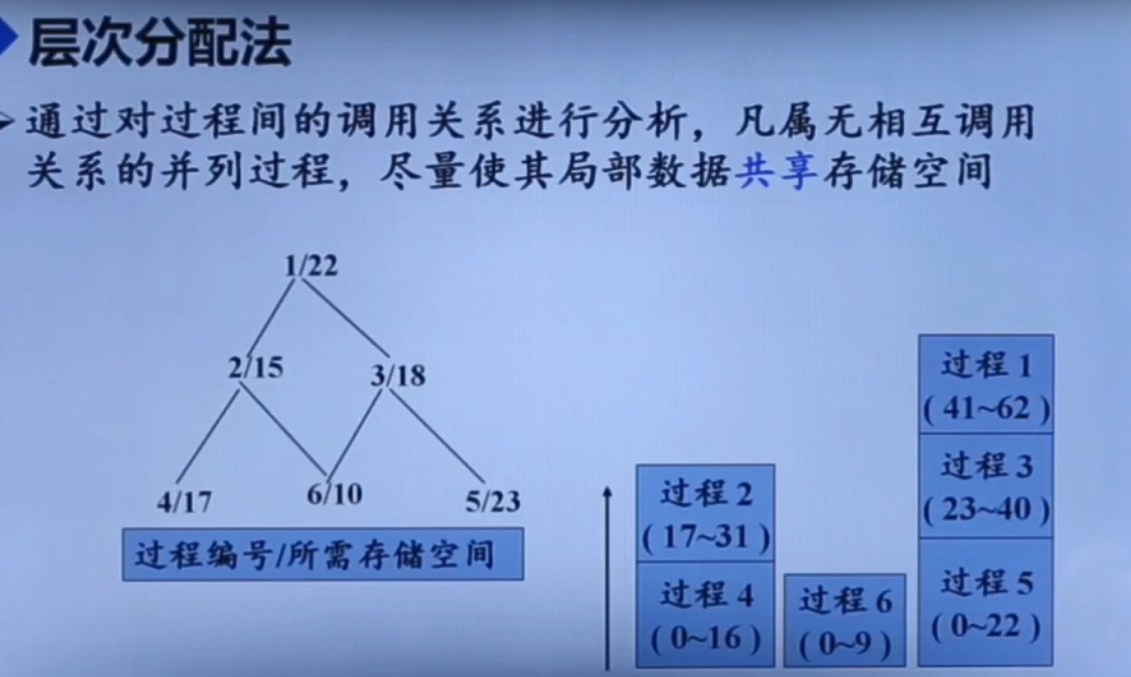 层次分配法
通过对过程间的调用关系进行分析，凡属无相互调用
关系的并列过程，尽量使其局部数据共享存储空间
1/22
2/15
3/18
4/17
6/10
5/23
过程编号/所需存储空间
过程 2
( 17~31 )
过程 4
( 0~16 )
过程 6
( 0~9 )
过程 1
( 41~62 )
过程 3
( 23~40 )
过程 5
( 0~22 )